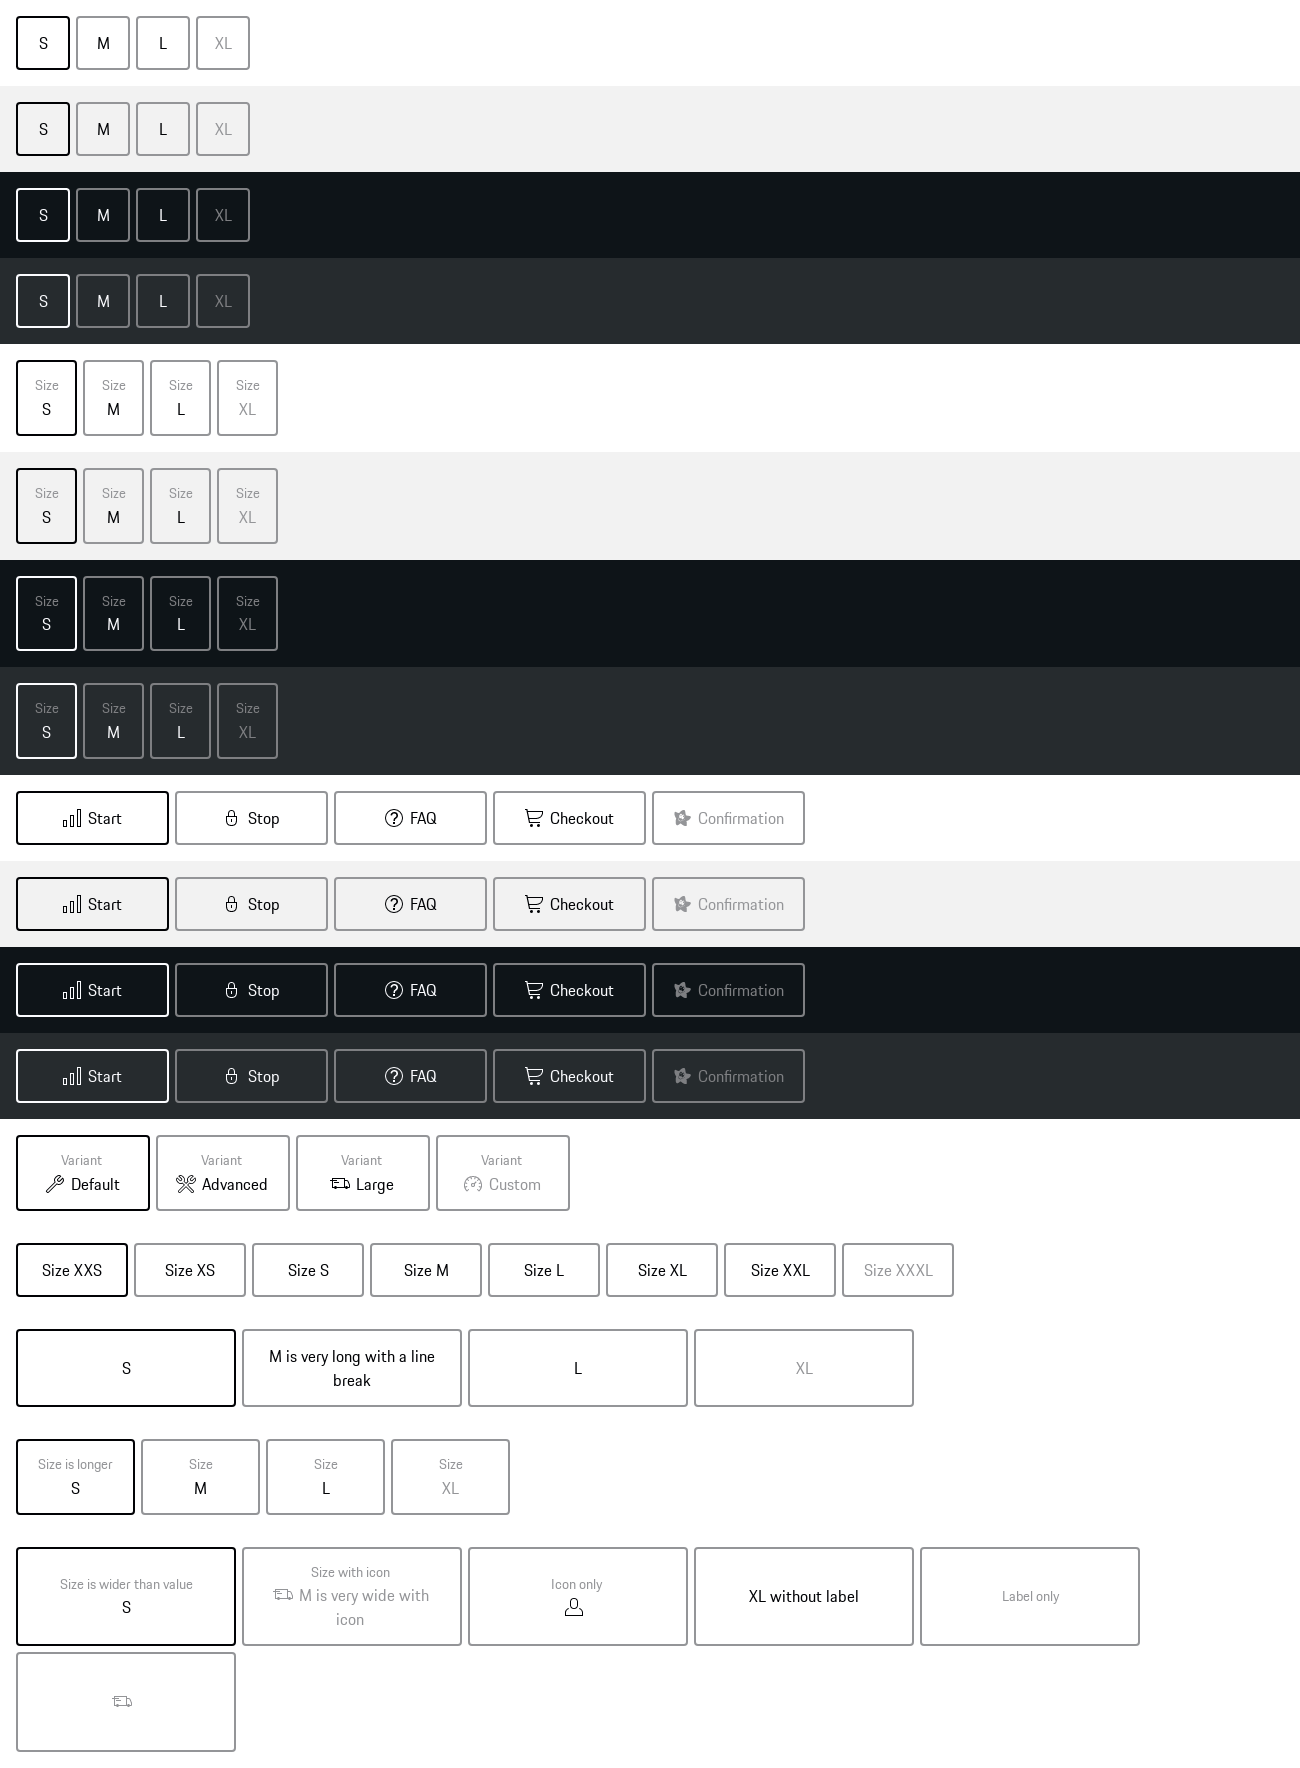 S M L XL
S M L XL
S M L XL
S M L XL
Size Size Size Size
S M L XL
Size Size Size Size
S M L XL
Size Size Size Size
S M L XL
Size Size Size Size
S M L XL
Start Stop FAQ Checkout Confirmation
Start Stop FAQ Checkout Confirmation
Start Stop FAQ Checkout Confirmation
Start Stop FAQ Checkout Confirmation
Variant Variant Variant Variant
Default Advanced Large Custom
Size XXS Size XS Size S Size M Size L Size XL Size XXL Size XXXL
S
M is very long with a line
break
L
XL
Size is longer Size Size Size
S M L XL
Size is wider than value
S
Size with icon
M is very wide with
icon
Icon only
XL without label
Label only